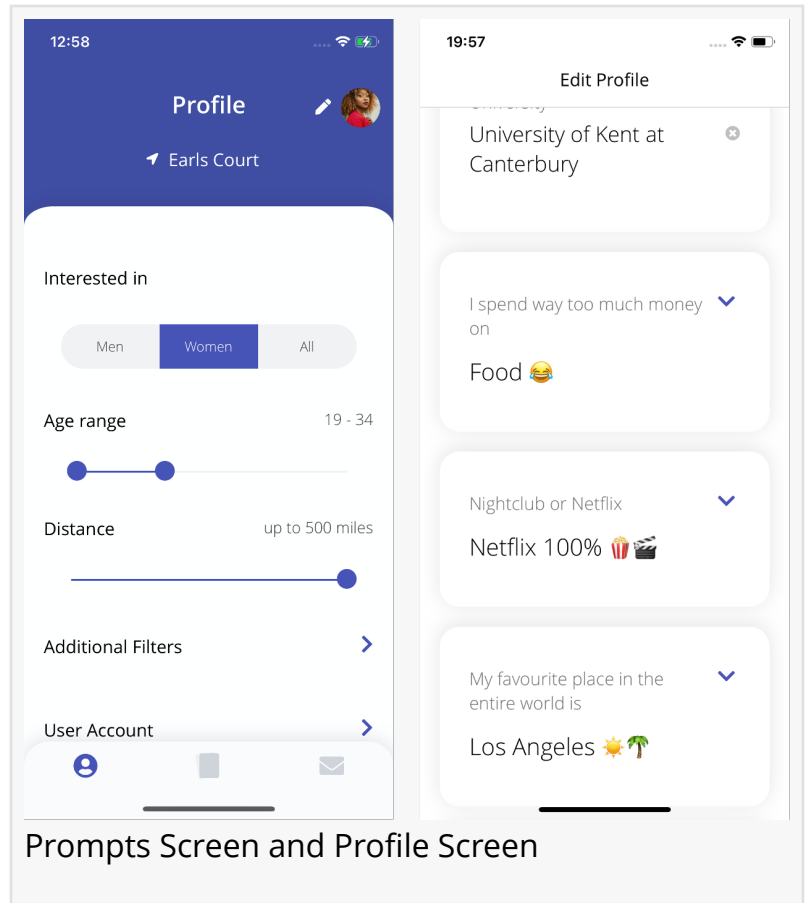 12:58
Profile
Earls Court
Interested in
Men Women All
Age range 19 - 34
Distance up to 500 miles
Additional Filters
User Account
19:57
Edit Profile
University
University of Kent at
Canterbury
I spend way too much money
on
Food 😂
Nightclub or Netflix
Netflix 100% 🍿🎬
My favourite place in the
entire world is
Los Angeles ☀️🌴
Prompts Screen and Profile Screen